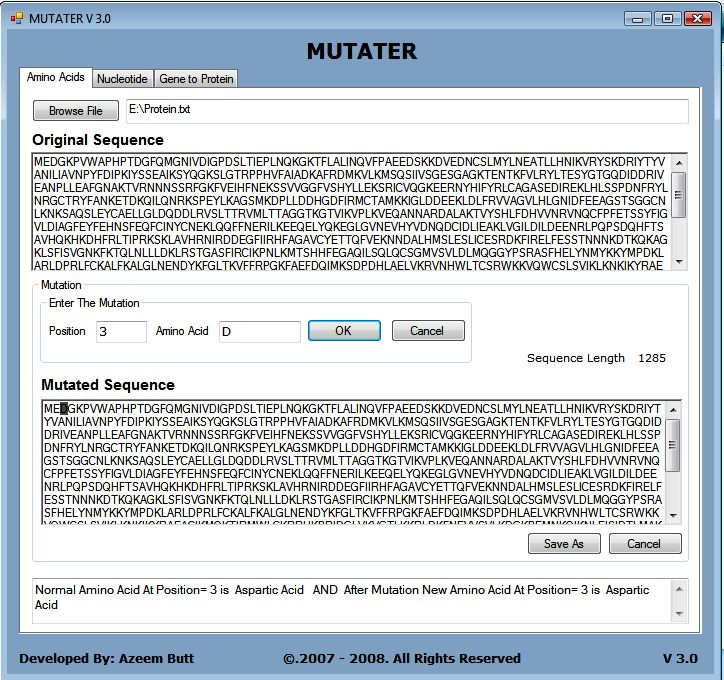 MUTATER V 3.0
MUTATER
Amino Acids Nucleotide Gene to Protein
Browse File E:\Protein.txt
Original Sequence
MEDGKPVWAPHPTDGFQMGNIVDIGPDSLTIEPLNQKGKTFLALINQVFPAEEDSKKDVEDNCSLMYLNEATLLHNIKVRYSKDRIYTYV
ANILIAVNPYFDIPKIYSSEAIKSYQGKSLGTRPPHVFAIADKAFRDMKVLKMSQSIIVSGESGAGKTENTKFVLRYLTESYGTGQDIDDRIV
EANPLLEAFGNAKTVRNNNSSRFGKFVEIHFNEKSSVVGGFVSHYLLEKSRICVQGKEERNYHIFYRLCAGASEDIREKLHLSSPDNFRYL
NRGCTRYFANKETDKQILQNRKSPEYLKAGSMKDPLLDDHGDFIRMCTAMKKIGLDDEEKLDLFRVVAGVLHLGNIDFEEAGSTSGGCN
LKNKSAQSLEYCAELLGLDQDDLRVSLTTRVMLTTAGGTKGTVIKVPLKVEQANNARDALAKTVYSHLFDHVVNRVNQCFPFETSSYFIG
VLDIAGFEYFEHNSFEQFCINYCNEKLQQFFNERILKEEQELYQKEGLGVNEVHYVDNQDCIDLIEAKLVGILDILDEENRLPQPSDQHFTS
AVHQKHKDHFRLTIPRKSKLAVHRNIRDDEGFIIRHFAGAVCYETTQFVEKNNDALHMSLESLICESRDKFIRELFESSTNNNKDTKQKAG
KLSFISVGNKFKTQLNLLLDKLRSTGASFIRCIKPNLKMTSHHFEGAQILSQLQCSGMVSVLDLMQGGYPSRASFHELYNMYKKYMPDKL
ARLDPRLFCKALFKALGLNENDYKFGLTKVFFRPGKFAEFDQIMKSDPDHLAELVKRVNHWLTCSRWKKVQWCSLSVIKLKNKIKYRAE
Mutation
Enter The Mutation
Position 3 Amino Acid D OK Cancel
Sequence Length 1285
Mutated Sequence
MEDGKPVWAPHPTDGFQMGNIVDIGPDSLTIEPLNQKGKTFLALINQVFPAEEDSKKDVEDNCSLMYLNEATLLHNIKVRYSKDRIYT
YVANILIAVNPYFDIPKIYSSEAIKSYQGKSLGTRPPHVFAIADKAFRDMKVLKMSQSIIVSGESGAGKTENTKFVLRYLTESYGTGQDID
DRIVEANPLLEAFGNAKTVRNNNSSRFGKFVEIHFNEKSSVVGGFVSHYLLEKSRICVQGKEERNYHIFYRLCAGASEDIREKLHLSSP
DNFRYLNRGCTRYFANKETDKQILQNRKSPEYLKAGSMKDPLLDDHGDFIRMCTAMKKIGLDDEEKLDLFRVVAGVLHLGNIDFEEA
GSTSGGCNLKNKSAQSLEYCAELLGLDQDDLRVSLTTRVMLTTAGGTKGTVIKVPLKVEQANNARDALAKTVYSHLFDHVVNRVNQ
CFPFETSSYFIGVLDIAGFEYFEHNSFEQFCINYCNEKLQQFFNERILKEEQELYQKEGLGVNEVHYVDNQDCIDLIEAKLVGILDILDEE
NRLPQPSDQHFTSAVHQKHKDHFRLTIPRKSKLAVHRNIRDDEGFIIRHFAGAVCYETTQFVEKNNDALHMSLESLICESRDKFIRELF
ESSTNNNKDTKQKAGKLSFISVGNKFKTQLNLLLDKLRSTGASFIRCIKPNLKMTSHHFEGAQILSQLQCSGMVSVLDLMQGGYPSRA
SFHELYNMYKKYMPDKLARLDPRLFCKALFKALGLNENDYKFGLTKVFFRPGKFAEFDQIMKSDPDHLAELVKRVNHWLTCSRWKK
Save As Cancel
Normal Amino Acid At Position= 3 is Aspartic Acid AND After Mutation New Amino Acid At Position= 3 is Aspartic
Acid
Developed By: Azeem Butt ©.2007 - 2008. All Rights Reserved V 3.0